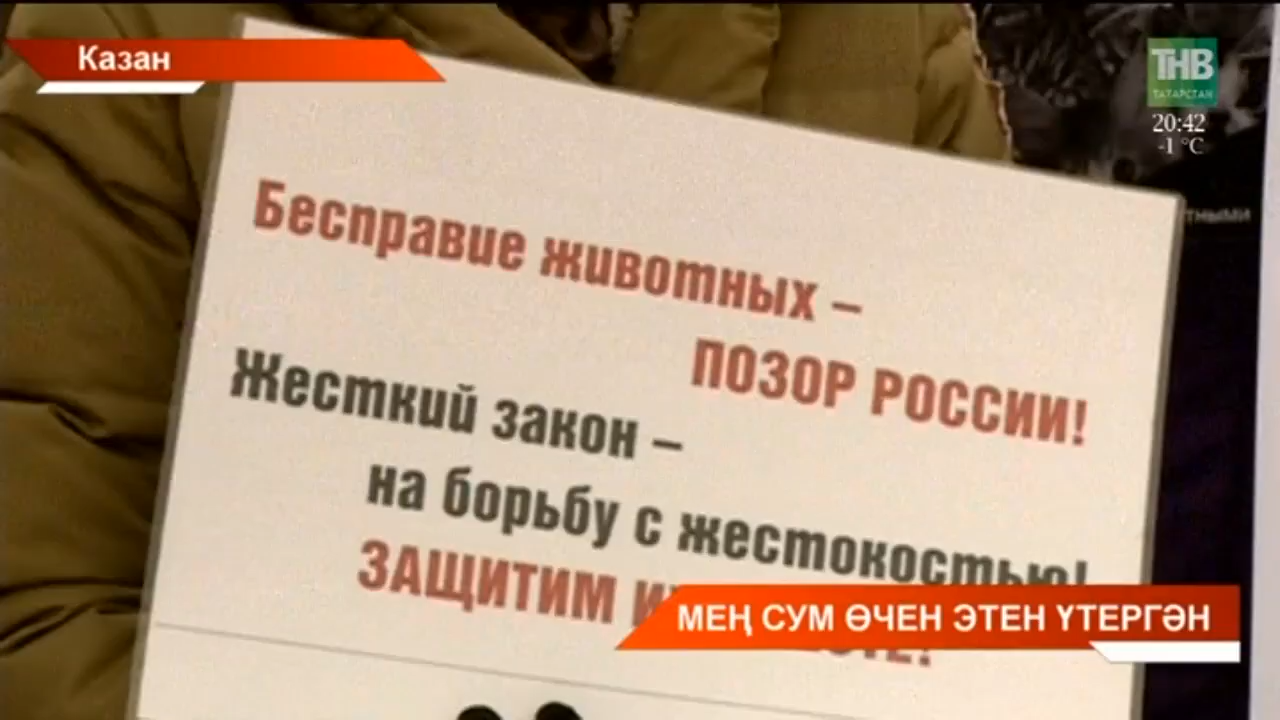 Казан
ТНВ
ТАТАРСТАН
20:42
-1 °C
Бесправие животных –
ПОЗОР РОССИИ!
Жесткий закон –
на борьбу с жестокостью!
ЗАЩИТИМ
МЕҢ СУМ ӨЧЕН ЭТЕН ҮТЕРГӘН